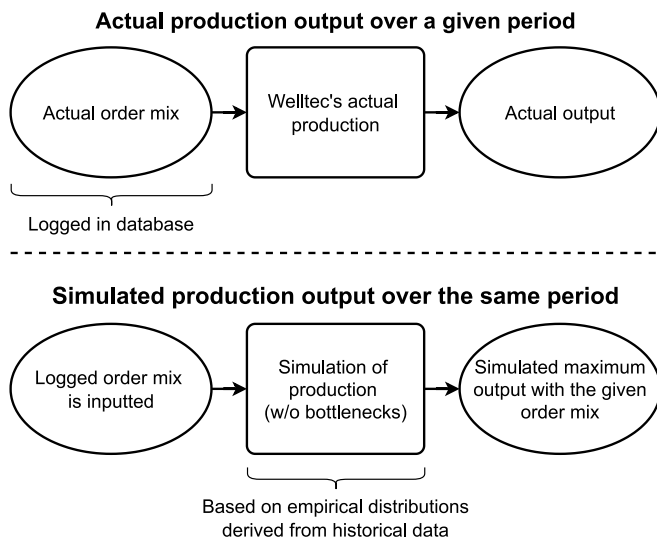 Actual production output over a given period
Actual order mix
Welltec's actual
production
Actual output
Logged in database
Simulated production output over the same period
Logged order mix
is inputted
Simulation of
production
(w/o bottlenecks)
Simulated maximum
output with the given
order mix
Based on empirical distributions
derived from historical data